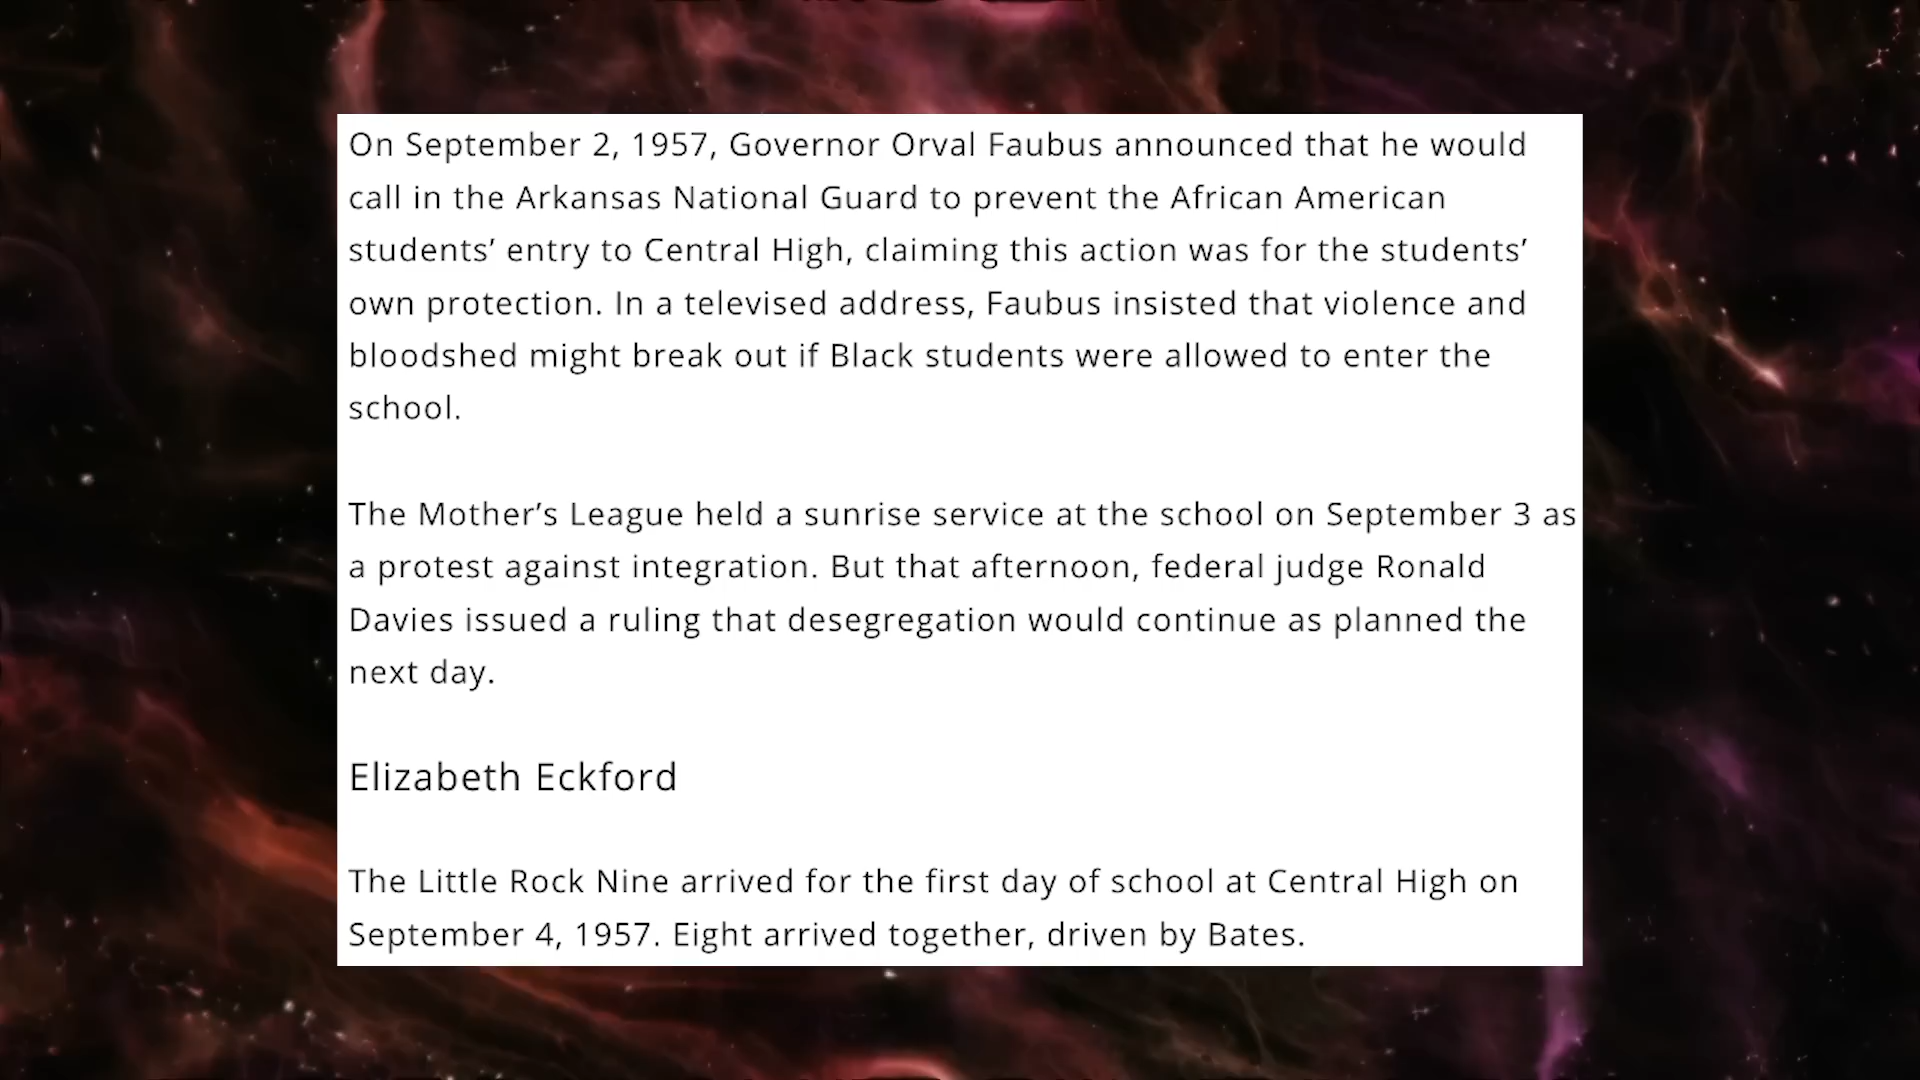 On September 2, 1957, Governor Orval Faubus announced that he would
call in the Arkansas National Guard to prevent the African American
students’ entry to Central High, claiming this action was for the students’
own protection. In a televised address, Faubus insisted that violence and
bloodshed might break out if Black students were allowed to enter the
school.
The Mother’s League held a sunrise service at the school on September 3 as
a protest against integration. But that afternoon, federal judge Ronald
Davies issued a ruling that desegregation would continue as planned the
next day.
Elizabeth Eckford
The Little Rock Nine arrived for the first day of school at Central High on
September 4, 1957. Eight arrived together, driven by Bates.